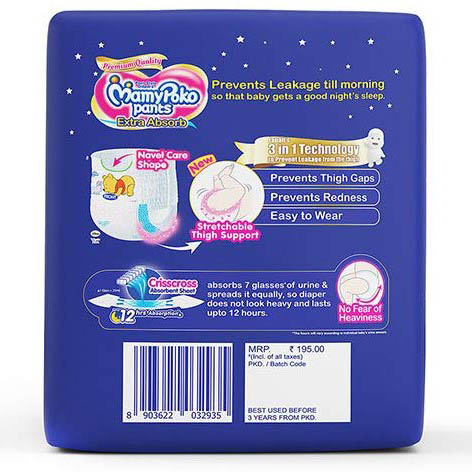 Premium Quality
MamyPoko
pants
Extra Absorb
Prevents Leakage till morning
so that baby gets a good night's sleep.
Navel Care
Shape
New
Stretchable
Thigh Support
3 in 1 Technology
to Prevent Leakage from the thigh
Prevents Thigh Gaps
Prevents Redness
Easy to Wear
Crisscross
Absorbent Sheet
12 hrs Absorption
absorbs 7 glasses* of urine &
spreads it equally, so diaper
does not look heavy and lasts
upto 12 hours.
No Fear of
Heaviness
MRP. ₹ 195.00
*(Incl. of all taxes)
PKD. / Batch Code
BEST USED BEFORE
3 YEARS FROM PKD.
8 903622 032935